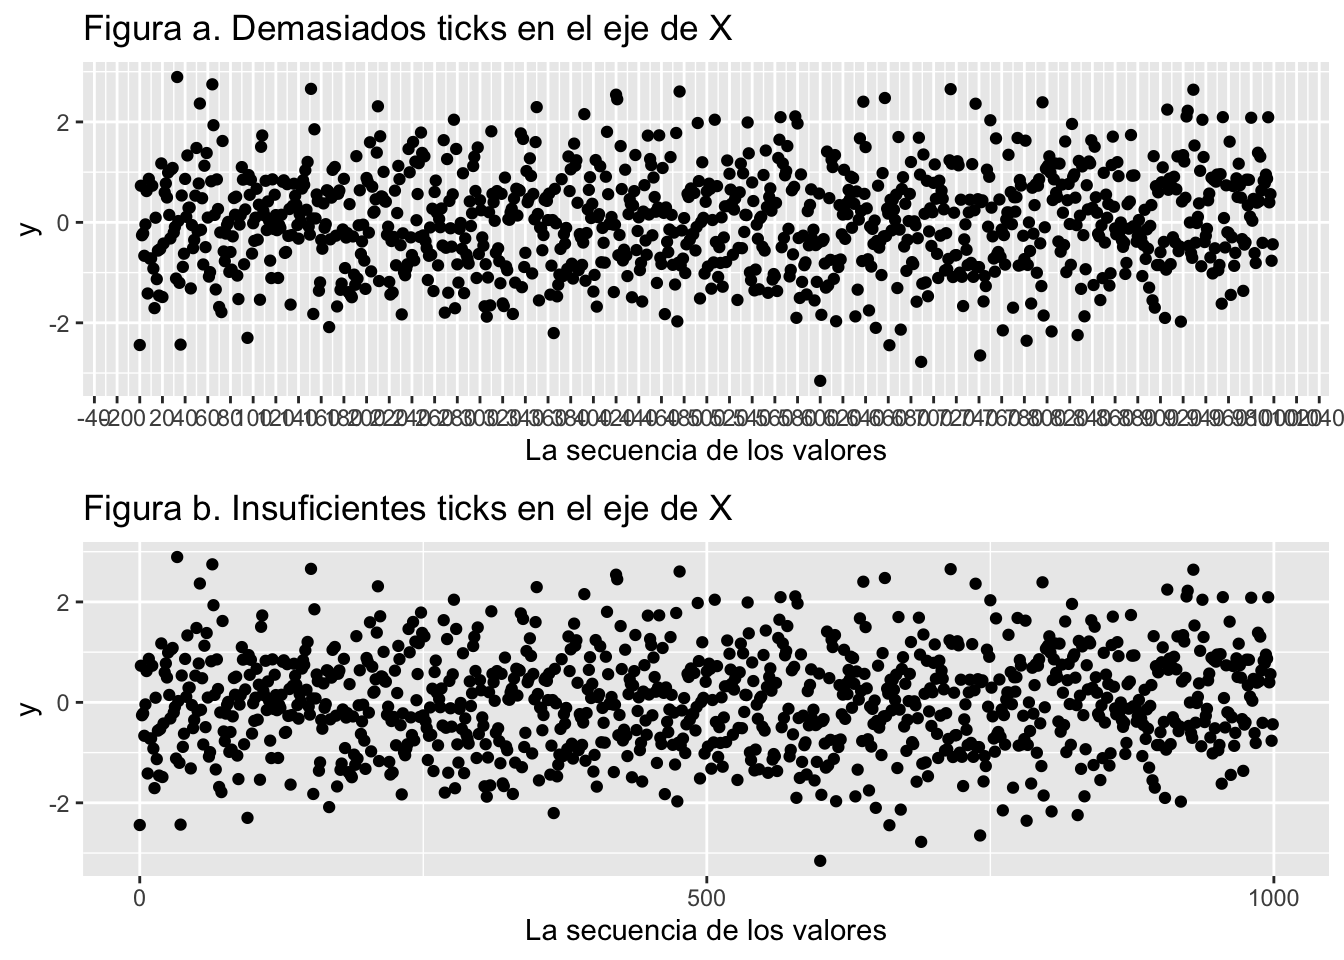 Figura a. Demasiados ticks en el eje de X
2
0
-2
y
La secuencia de los valores
Figura b. Insuficientes ticks en el eje de X
2
0
-2
y
0 500 1000
La secuencia de los valores